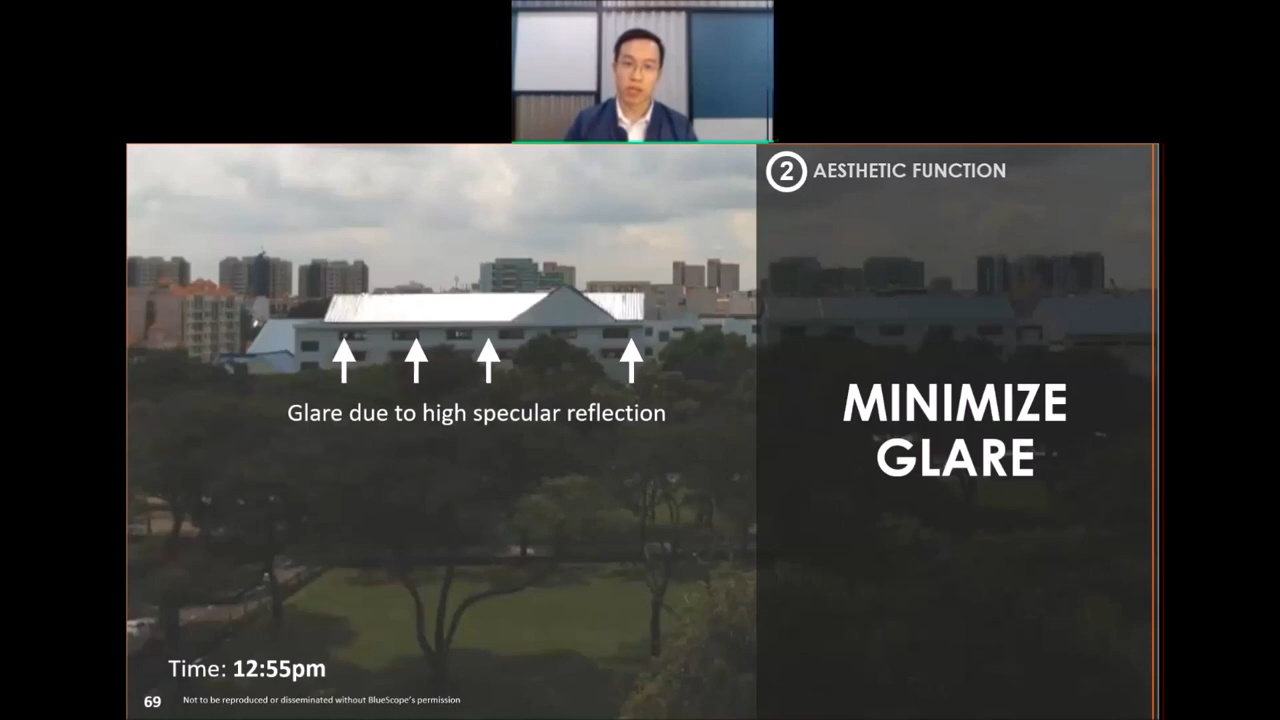 2 AESTHETIC FUNCTION
Glare due to high specular reflection
MINIMIZE
GLARE
Time: 12:55pm
69 Not to be reproduced or disseminated without BlueScope's permission